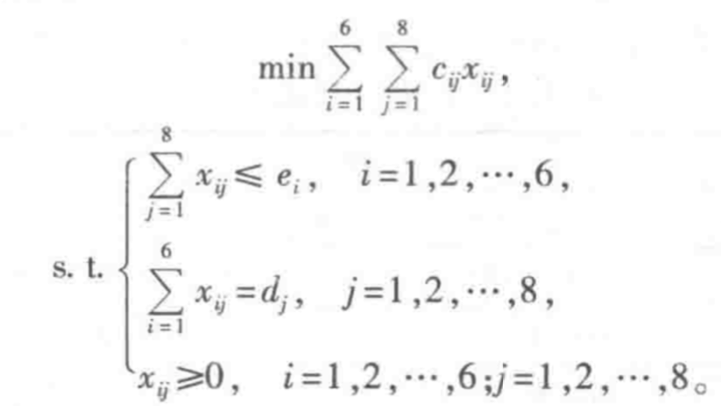 min ∑_{i=1}^{6} ∑_{j=1}^{8} c_{ij}x_{ij},
∑_{j=1}^{8} x_{ij} ⩽ e_i, i=1,2,⋯,6,
s. t. { ∑_{i=1}^{6} x_{ij} = d_j, j=1,2,⋯,8,
x_{ij} ⩾ 0, i=1,2,⋯,6;j=1,2,⋯,8。